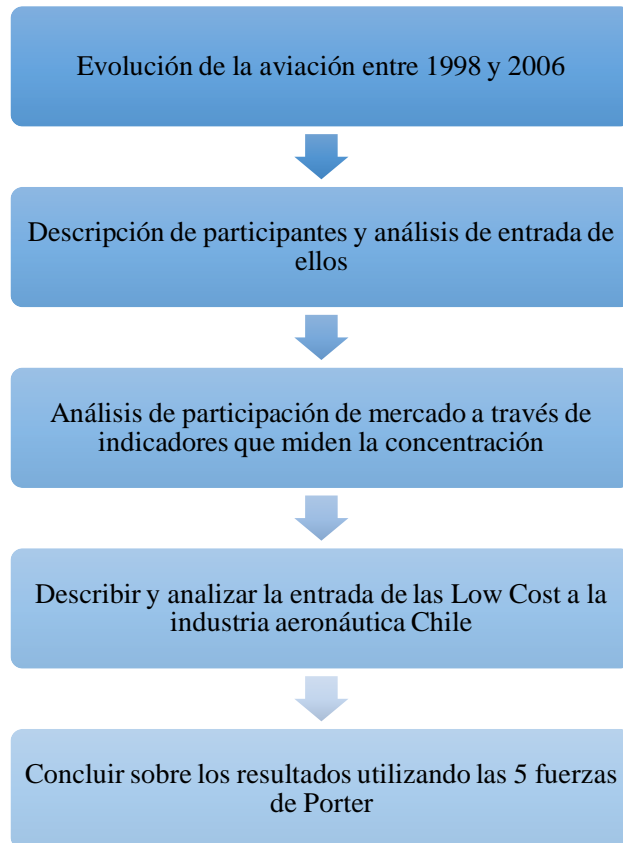 Evolución de la aviación entre 1998 y 2006
Descripción de participantes y análisis de entrada de
ellos
Análisis de participación de mercado a través de
indicadores que miden la concentración
Describir y analizar la entrada de las Low Cost a la
industria aeronáutica Chile
Concluir sobre los resultados utilizando las 5 fuerzas
de Porter